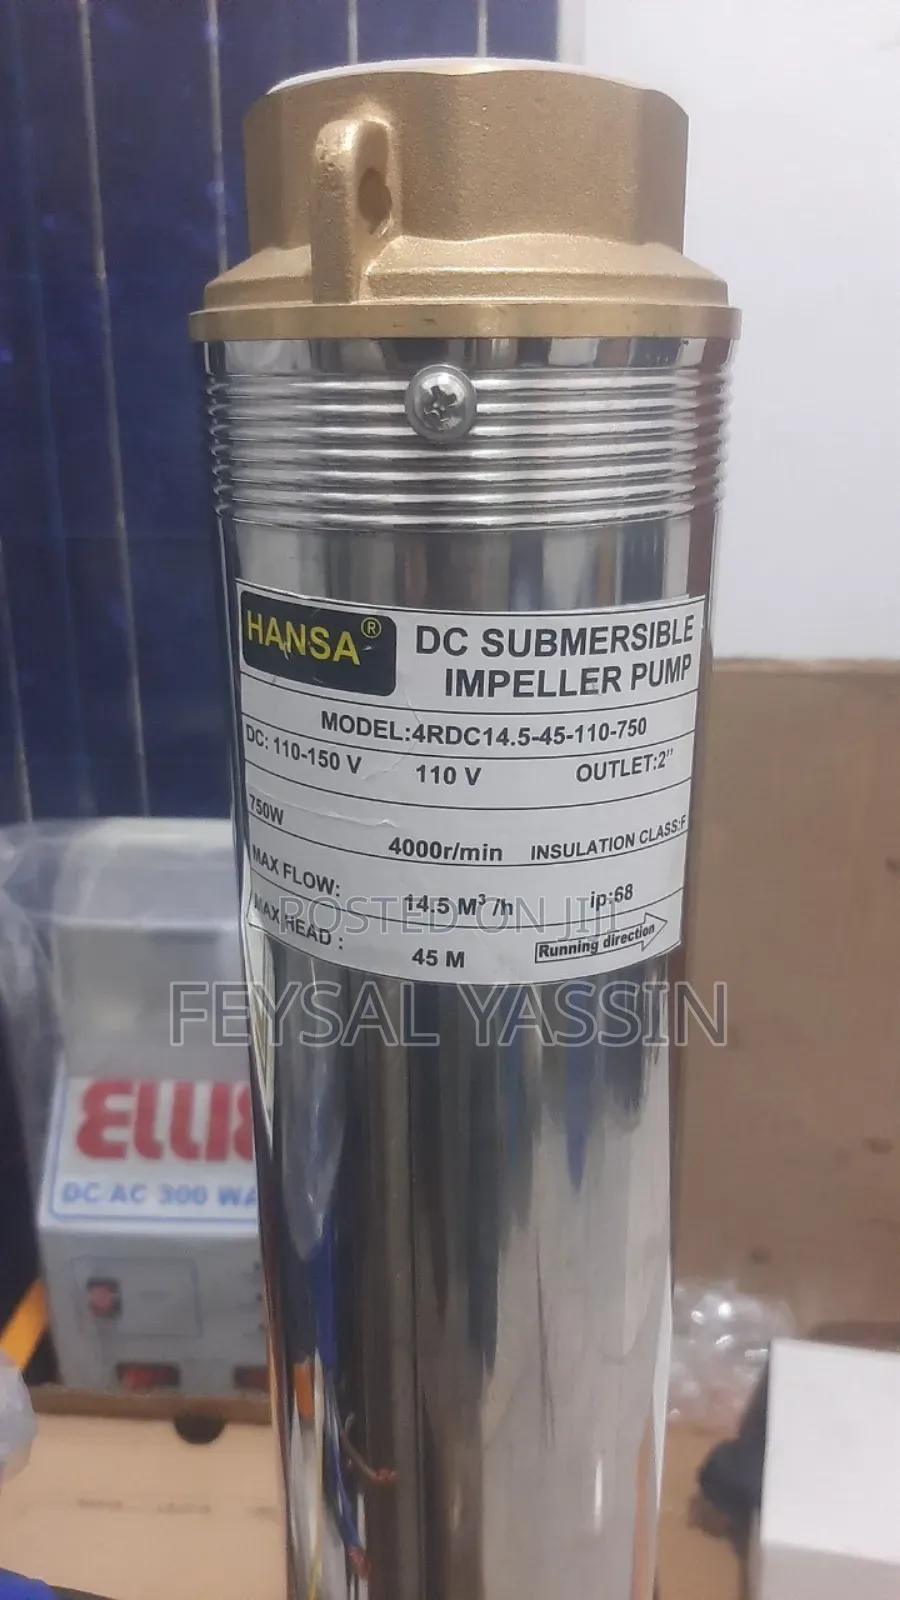 HANSA®
DC SUBMERSIBLE
IMPELLER PUMP
MODEL:4RDC14.5-45-110-750
DC: 110-150 V 110 V OUTLET:2''
750W 4000r/min INSULATION CLASS:F
MAX FLOW: 14.5 M³ /h ip:68
MAX HEAD : 45 M Running direction
POSTED ON JIJI
FEYSAL YASSIN
DC AC 300